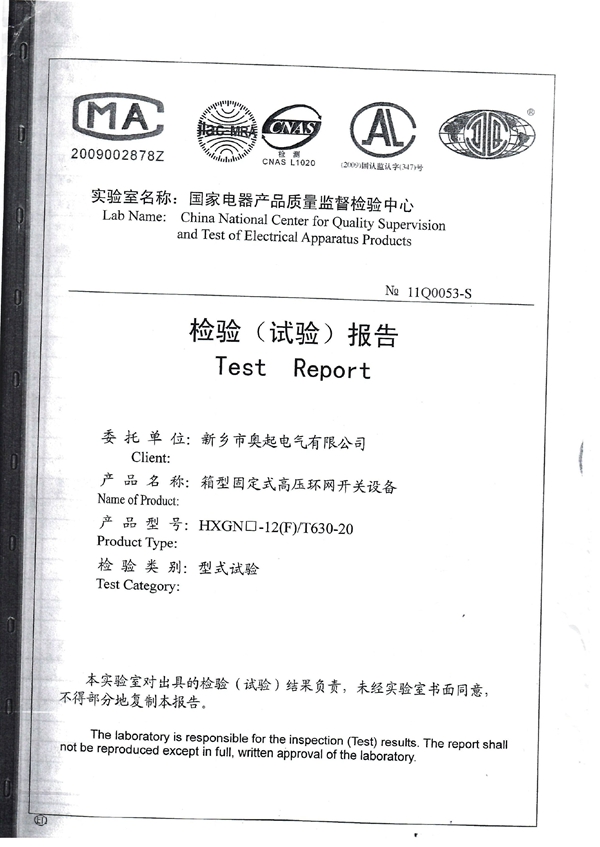 MA
ilac-MRA
CNAS
AL
2009002878Z
检 测
CNAS L1020
(2009)国认监认字(347)号
®
实验室名称：国家电器产品质量监督检验中心
Lab Name: China National Center for Quality Supervision
and Test of Electrical Apparatus Products
№ 11Q0053-S
检验（试验）报告
Test Report
委 托 单 位：新乡市奥起电气有限公司
Client:
产 品 名 称：箱型固定式高压环网开关设备
Name of Product:
产 品 型 号：HXGN□-12(F)/T630-20
Product Type:
检 验 类 别：型式试验
Test Category:
本实验室对出具的检验（试验）结果负责，未经实验室书面同意，
不得部分地复制本报告。
The laboratory is responsible for the inspection (Test) results. The report shall
not be reproduced except in full, written approval of the laboratory.